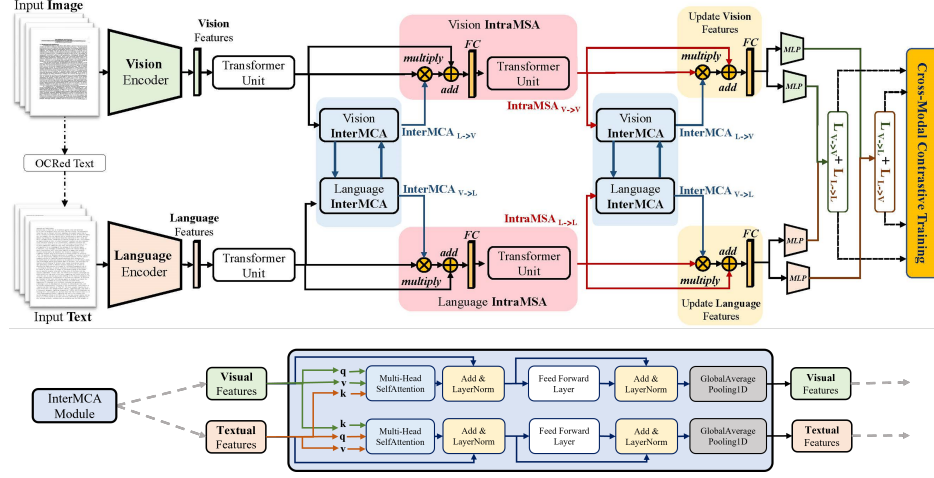 Input Image
Vision
Encoder
Vision
Features
Transformer
Unit
Vision IntraMSA
multiply
add
FC
Transformer
Unit
IntraMSA V->V
Update Vision
Features
multiply
add
MLP
MLP
Vision
InterMCA
InterMCA L->V
Vision
InterMCA
InterMCA L->V
OCRed Text
Language
InterMCA
InterMCA V->L
Language
InterMCA
InterMCA V->L
L V->V + L L->L
L V->L + L L->V
Cross-Modal Contrastive Training
Language
Encoder
Language
Features
Transformer
Unit
multiply
add
FC
Transformer
Unit
IntraMSA L->L
Language IntraMSA
multiply
add
FC
Update Language
Features
MLP
MLP
Input Text
InterMCA
Module
Visual
Features
q
v
k
Multi-Head
SelfAttention
Add &
LayerNorm
Feed Forward
Layer
Add &
LayerNorm
GlobalAverage
Pooling1D
Visual
Features
Textual
Features
k
q
v
Multi-Head
SelfAttention
Add &
LayerNorm
Feed Forward
Layer
Add &
LayerNorm
GlobalAverage
Pooling1D
Textual
Features